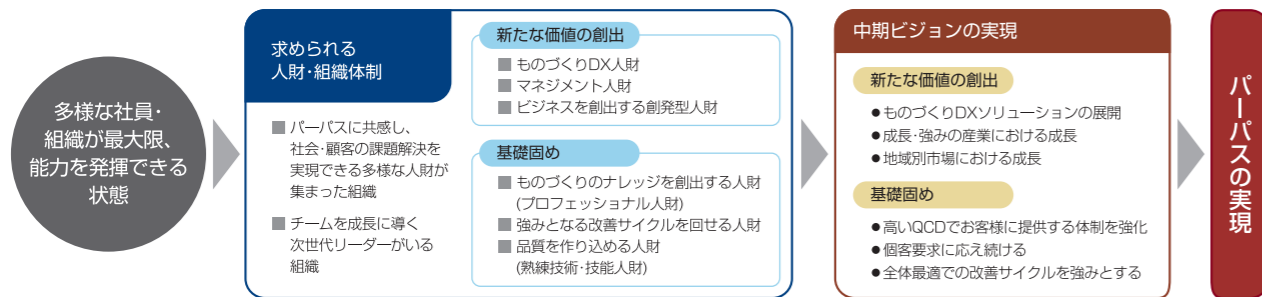 多様な社員・
組織が最大限、
能力を発揮できる
状態
求められる
人財・組織体制
■ パーパスに共感し、
社会・顧客の課題解決を
実現できる多様な人財が
集まった組織
■ チームを成長に導く
次世代リーダーがいる
組織
新たな価値の創出
■ ものづくりDX人財
■ マネジメント人財
■ ビジネスを創出する創発型人財
基礎固め
■ ものづくりのナレッジを創出する人財
(プロフェッショナル人財)
■ 強みとなる改善サイクルを回せる人財
■ 品質を作り込める人財
(熟練技術・技能人財)
中期ビジョンの実現
新たな価値の創出
●ものづくりDXソリューションの展開
●成長・強みの産業における成長
●地域別市場における成長
基礎固め
●高いQCDでお客様に提供する体制を強化
●個客要求に応え続ける
●全体最適での改善サイクルを強みとする
パーパスの実現